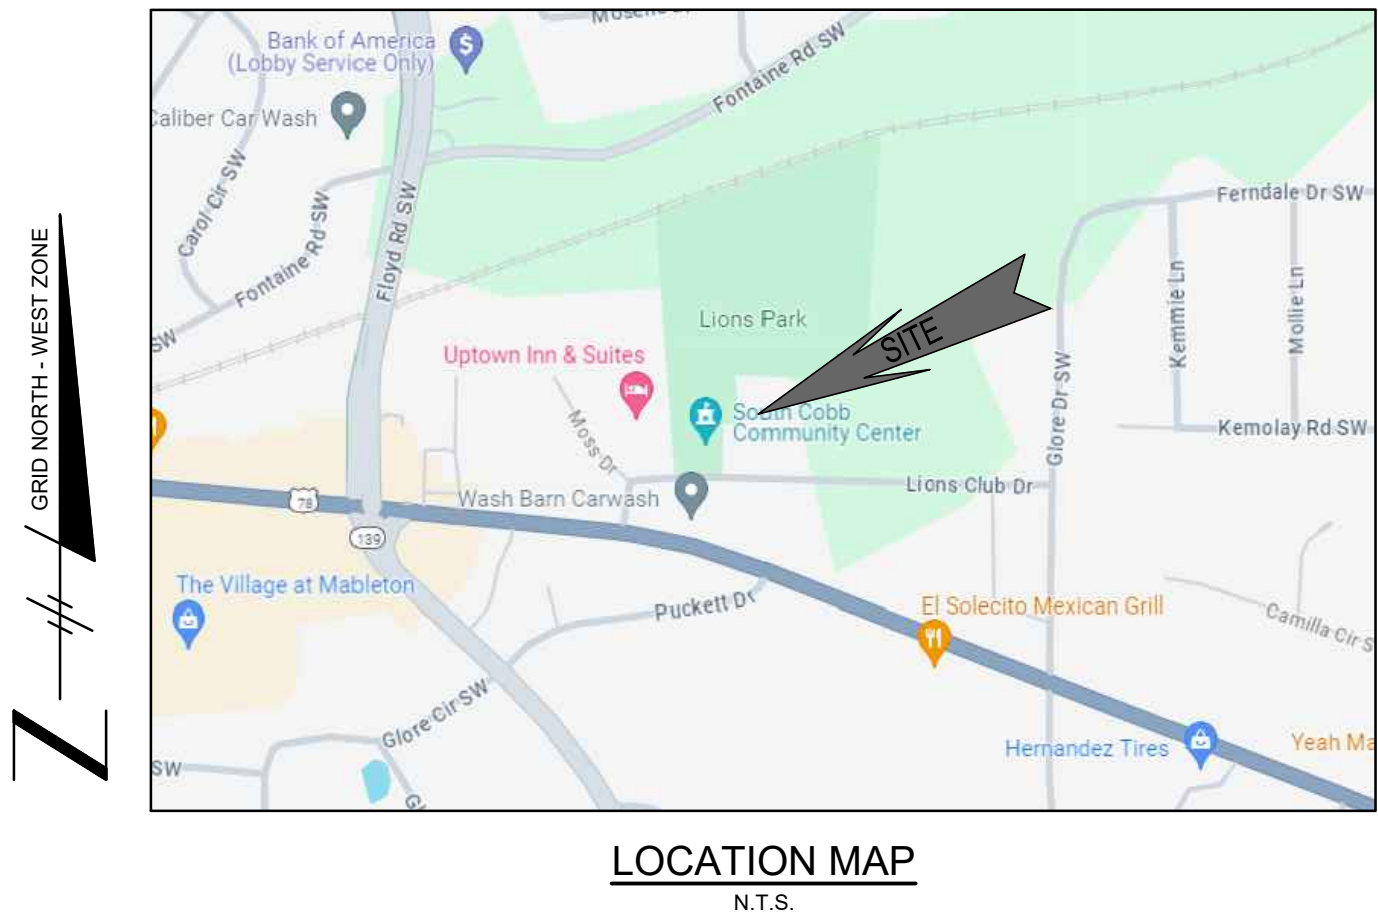 Mosena
Bank of America
(Lobby Service Only)
Fontaine Rd SW
Caliber Car Wash
Carol Cir SW
Floyd Rd SW
Fontaine Rd SW
Ferndale Dr SW
Kemmie Ln
Mollie Ln
GRID NORTH - WEST ZONE
SW
Lions Park
SITE
Uptown Inn & Suites
Glore Dr SW
South Cobb
Community Center
Moss Dr
Kemolay Rd SW
Lions Club Dr
Wash Barn Carwash
78
139
The Village at Mableton
Puckett Dr
El Solecito Mexican Grill
Camilla Cir S
Glore Cir SW
Hernandez Tires
Yeah Ma
SW
Gl
Z
LOCATION MAP
N.T.S.